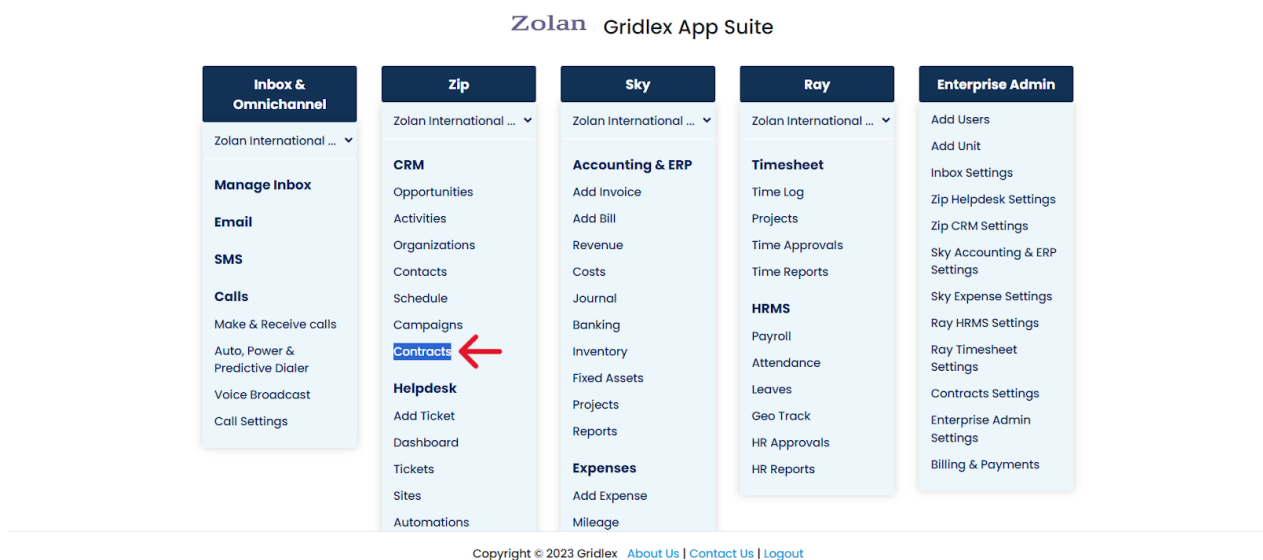 Zolan Gridlex App Suite
Inbox &
Omnichannel
Zolan International ...
Manage Inbox
Email
SMS
Calls
Make & Receive calls
Auto, Power &
Predictive Dialer
Voice Broadcast
Call Settings
Zip
Zolan International ...
CRM
Opportunities
Activities
Organizations
Contacts
Schedule
Campaigns
Contracts
Helpdesk
Add Ticket
Dashboard
Tickets
Sites
Automations
Sky
Zolan International ...
Accounting & ERP
Add Invoice
Add Bill
Revenue
Costs
Journal
Banking
Inventory
Fixed Assets
Projects
Reports
Expenses
Add Expense
Mileage
Ray
Zolan International ...
Timesheet
Time Log
Projects
Time Approvals
Time Reports
HRMS
Payroll
Attendance
Leaves
Geo Track
HR Approvals
HR Reports
Enterprise Admin
Add Users
Add Unit
Inbox Settings
Zip Helpdesk Settings
Zip CRM Settings
Sky Accounting & ERP
Settings
Sky Expense Settings
Ray HRMS Settings
Ray Timesheet
Settings
Contracts Settings
Enterprise Admin
Settings
Billing & Payments
Copyright © 2023 Gridlex About Us | Contact Us | Logout